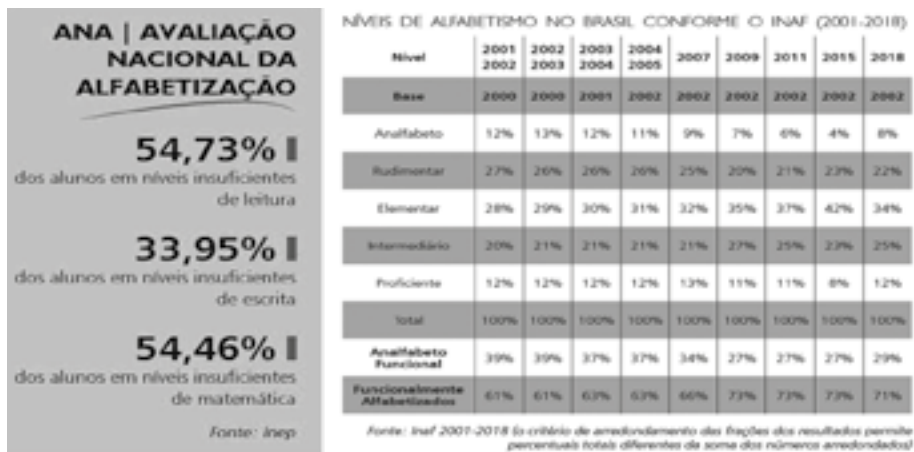 ANA | AVALIAÇÃO
NACIONAL DA
ALFABETIZAÇÃO
54,73%
dos alunos em níveis insuficientes
de leitura
33,95%
dos alunos em níveis insuficientes
de escrita
54,46%
dos alunos em níveis insuficientes
de matemática
Fonte: Inep
NÍVEIS DE ALFABETISMO NO BRASIL CONFORME O INAF (2001-2018)
Nível 2001 2002 2002 2003 2003 2004 2004 2005 2007 2009 2011 2015 2018
Base 2000 2000 2001 2002 2002 2002 2002 2002 2002
Analfabeto 12% 13% 12% 11% 9% 7% 6% 4% 8%
Rudimentar 27% 26% 26% 26% 25% 20% 21% 23% 22%
Elementar 28% 29% 30% 31% 32% 35% 37% 42% 34%
Intermediário 20% 21% 21% 21% 21% 27% 25% 23% 25%
Proficiente 12% 12% 12% 12% 13% 11% 11% 8% 12%
Total 100% 100% 100% 100% 100% 100% 100% 100% 100%
Analfabeto Funcional 39% 39% 37% 37% 34% 27% 27% 27% 29%
Funcionalmente Alfabetizados 61% 61% 63% 63% 66% 73% 73% 73% 71%
Fonte: Inaf 2001-2018 (o critério de arredondamento das frações dos resultados permite
percentuais totais diferentes da soma dos números arredondados)